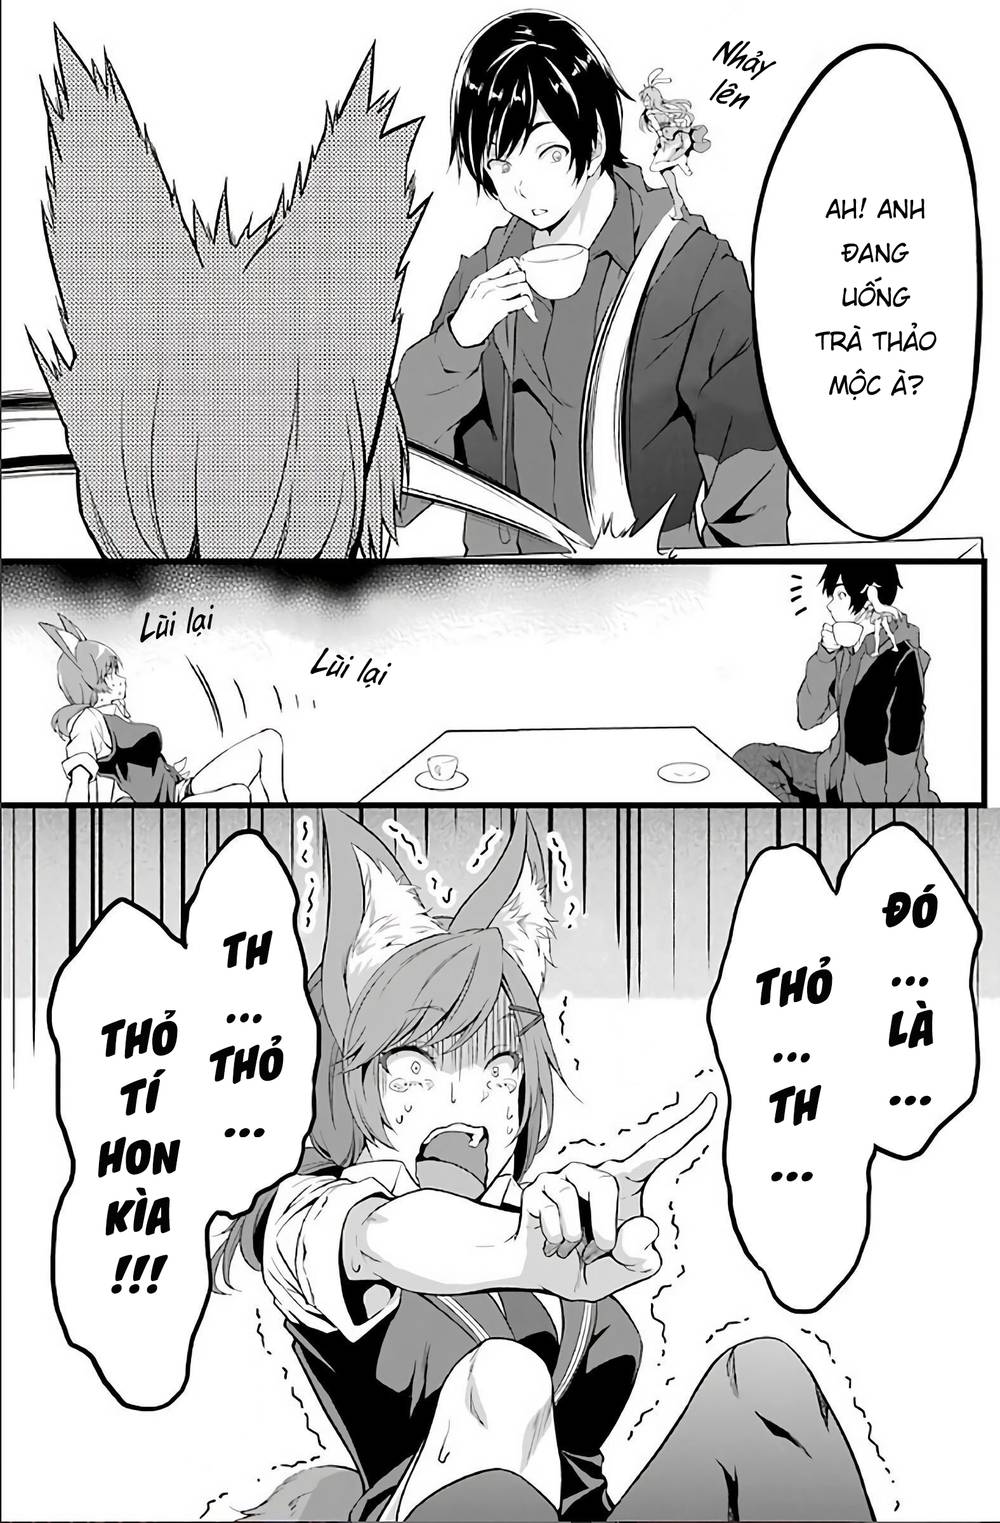 AH! ANH
ĐANG
UỐNG
TRÀ THẢO
MỘC À?
Nhảy
lên
Lùi lại
Lùi lại
ĐÓ
...
LÀ
...
THỎ
...
TH
...
TH
...
THỎ
...
THỎ
TÍ
HON
KÌA
!!!